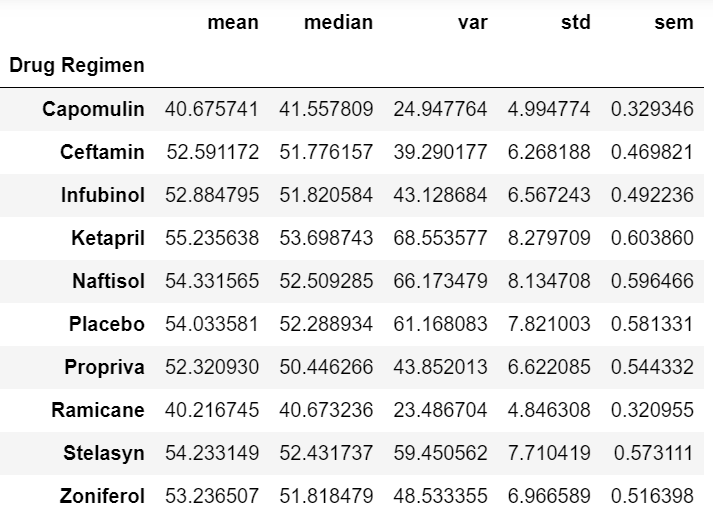 mean median var std sem
Drug Regimen
Capomulin 40.675741 41.557809 24.947764 4.994774 0.329346
Ceftamin 52.591172 51.776157 39.290177 6.268188 0.469821
Infubinol 52.884795 51.820584 43.128684 6.567243 0.492236
Ketapril 55.235638 53.698743 68.553577 8.279709 0.603860
Naftisol 54.331565 52.509285 66.173479 8.134708 0.596466
Placebo 54.033581 52.288934 61.168083 7.821003 0.581331
Propriva 52.320930 50.446266 43.852013 6.622085 0.544332
Ramicane 40.216745 40.673236 23.486704 4.846308 0.320955
Stelasyn 54.233149 52.431737 59.450562 7.710419 0.573111
Zoniferol 53.236507 51.818479 48.533355 6.966589 0.516398